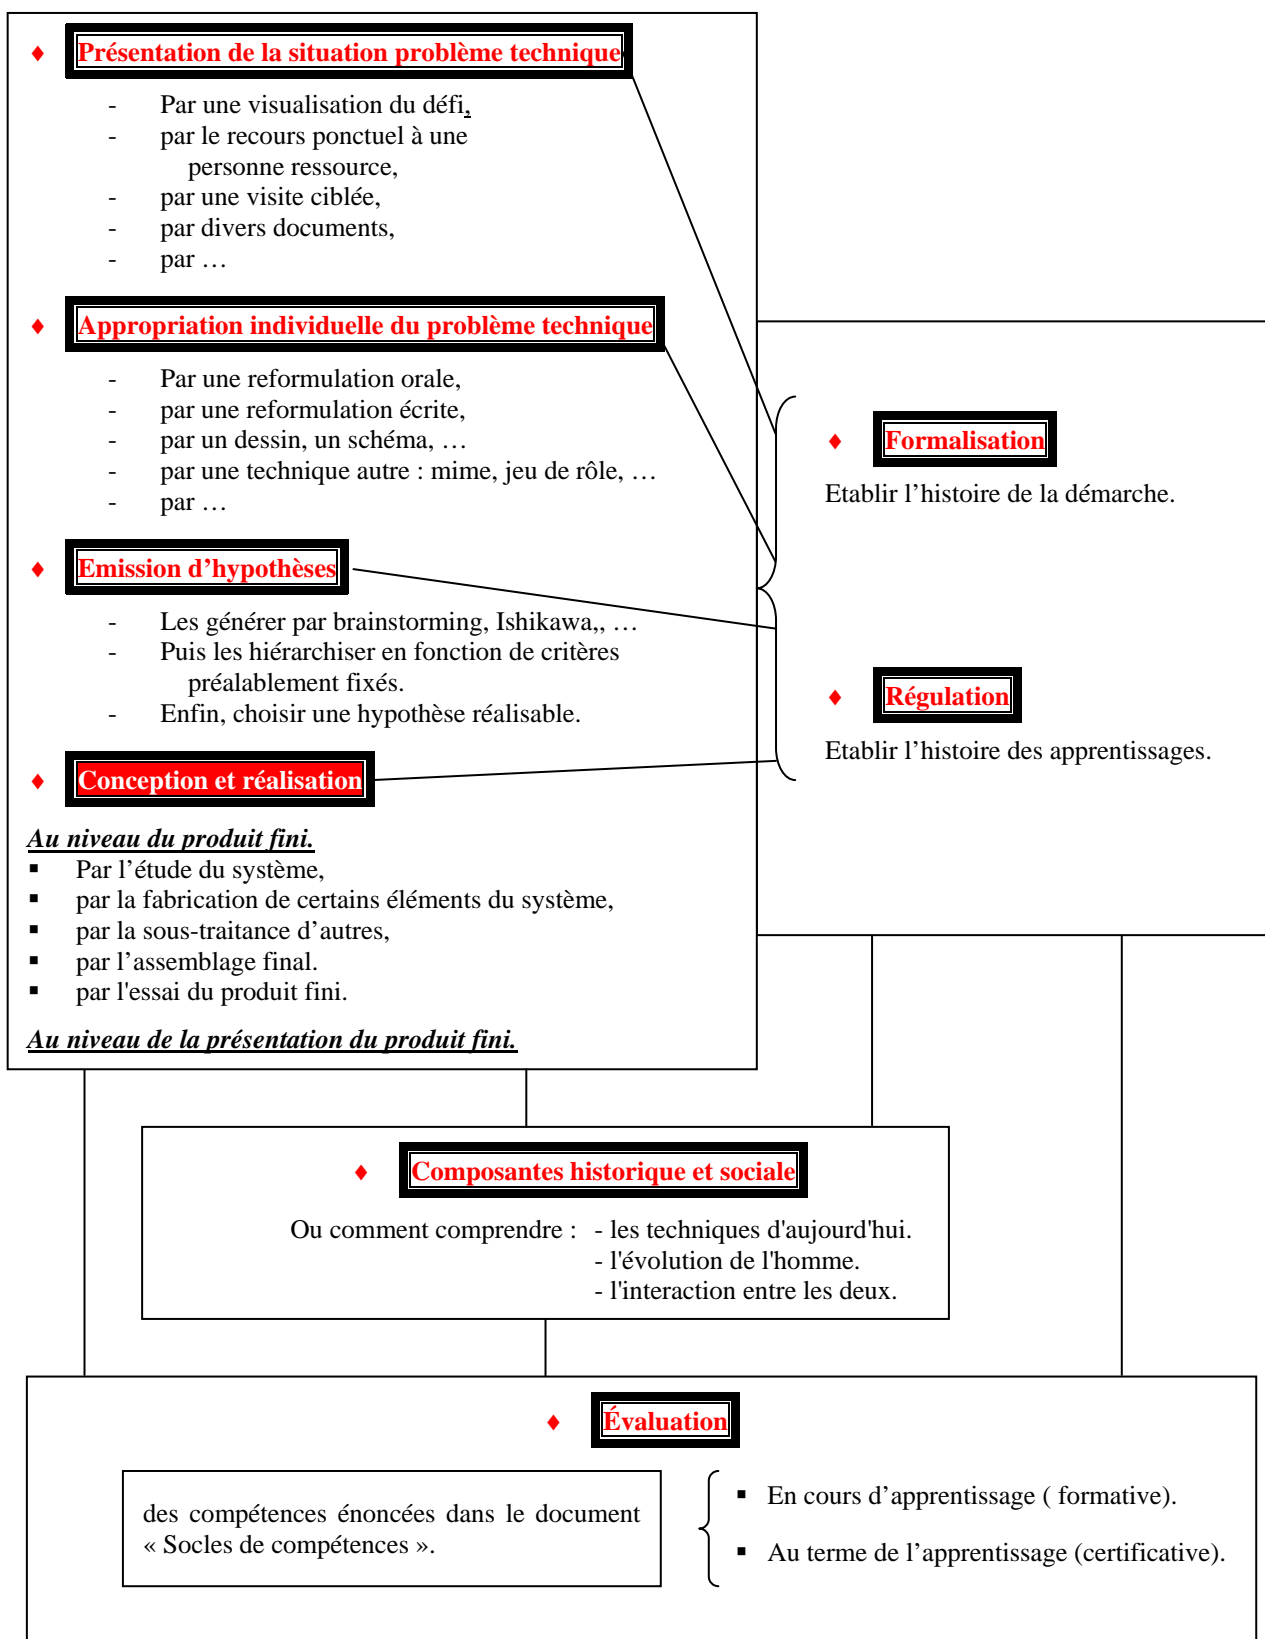 ♦ Présentation de la situation problème technique
- Par une visualisation du défi,
- par le recours ponctuel à une
personne ressource,
- par une visite ciblée,
- par divers documents,
- par …
♦ Appropriation individuelle du problème technique
- Par une reformulation orale,
- par une reformulation écrite,
- par un dessin, un schéma, …
- par une technique autre : mime, jeu de rôle, …
- par …
♦ Emission d’hypothèses
- Les générer par brainstorming, Ishikawa,, …
- Puis les hiérarchiser en fonction de critères
préalablement fixés.
- Enfin, choisir une hypothèse réalisable.
♦ Conception et réalisation
Au niveau du produit fini.
▪ Par l’étude du système,
▪ par la fabrication de certains éléments du système,
▪ par la sous-traitance d’autres,
▪ par l’assemblage final.
▪ par l'essai du produit fini.
Au niveau de la présentation du produit fini.
♦ Formalisation
Etablir l’histoire de la démarche.
♦ Régulation
Etablir l’histoire des apprentissages.
♦ Composantes historique et sociale
Ou comment comprendre : - les techniques d'aujourd'hui.
- l'évolution de l'homme.
- l'interaction entre les deux.
♦ Évaluation
des compétences énoncées dans le document
« Socles de compétences ».
▪ En cours d’apprentissage ( formative).
▪ Au terme de l’apprentissage (certificative).